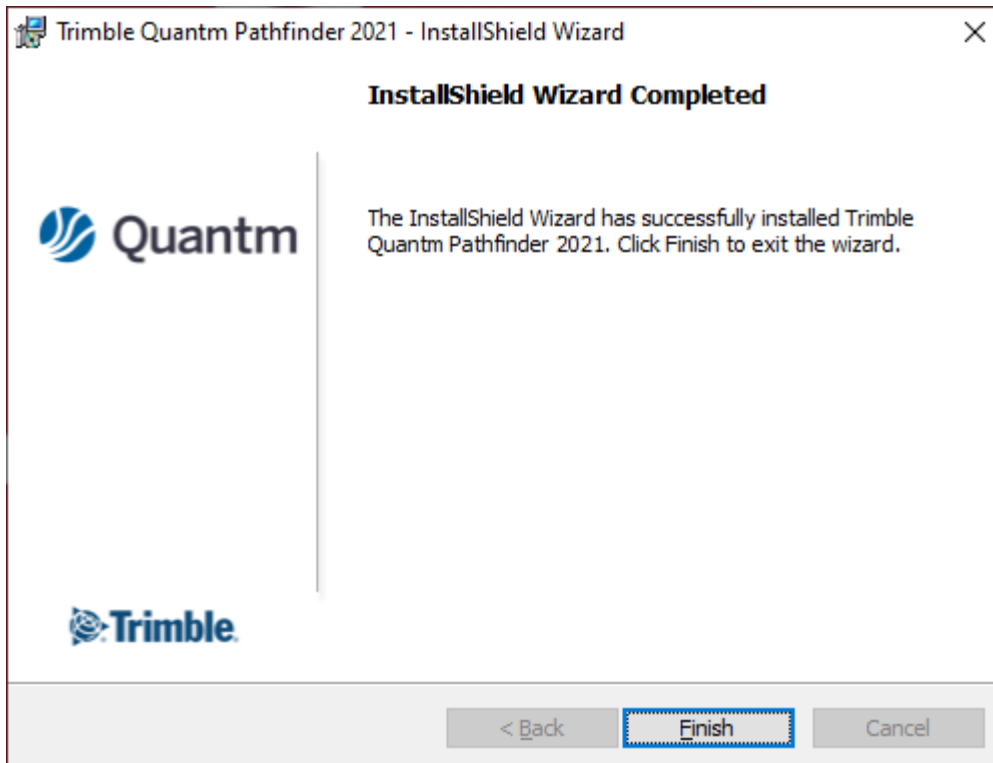 Trimble Quantm Pathfinder 2021 - InstallShield Wizard
InstallShield Wizard Completed
Quantm
The InstallShield Wizard has successfully installed Trimble
Quantm Pathfinder 2021. Click Finish to exit the wizard.
Trimble.
< Back
Finish
Cancel